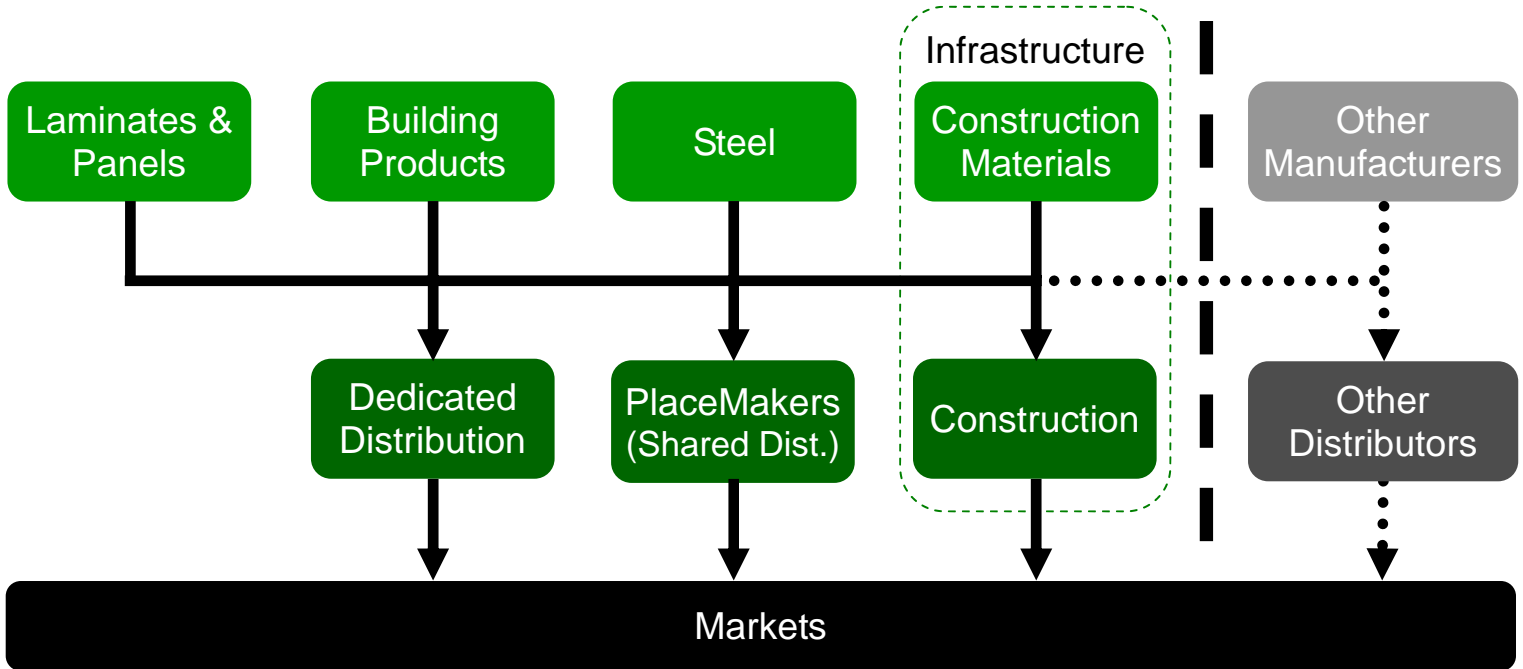 Infrastructure
Laminates &
Panels
Building
Products
Steel
Construction
Materials
Other
Manufacturers
Dedicated
Distribution
PlaceMakers
(Shared Dist.)
Construction
Other
Distributors
Markets